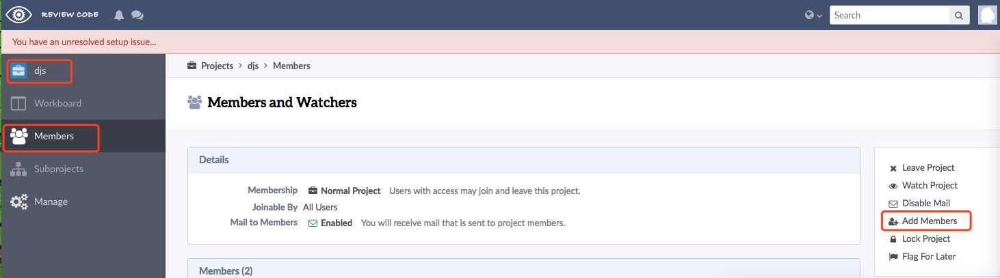 REVIEW CODE
Search
You have an unresolved setup issue...
djs
Workboard
Members
Subprojects
Manage
Projects > djs > Members
Members and Watchers
Details
Membership Normal Project Users with access may join and leave this project.
Joinable By All Users
Mail to Members Enabled You will receive mail that is sent to project members.
Members (2)
Leave Project
Watch Project
Disable Mail
Add Members
Lock Project
Flag For Later